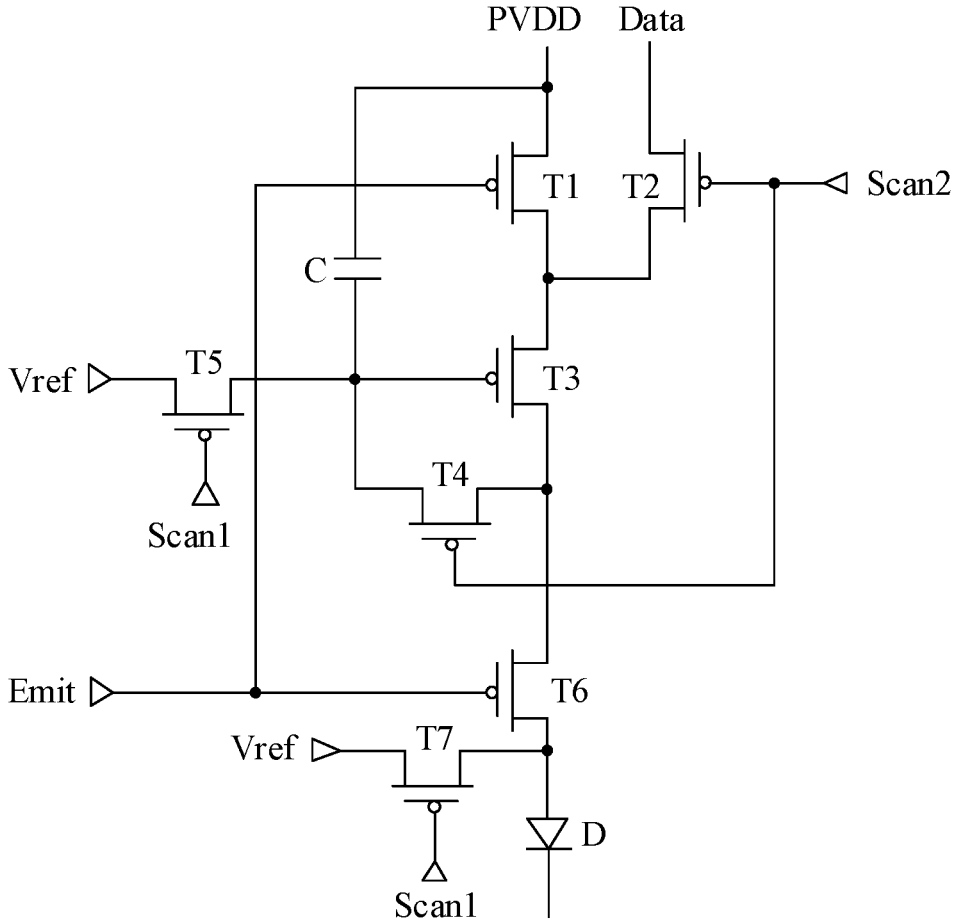 PVDD
Data
T1
T2
Scan2
C
T5
Vref
T3
T4
Scan1
Emit
T6
T7
Vref
D
Scan1